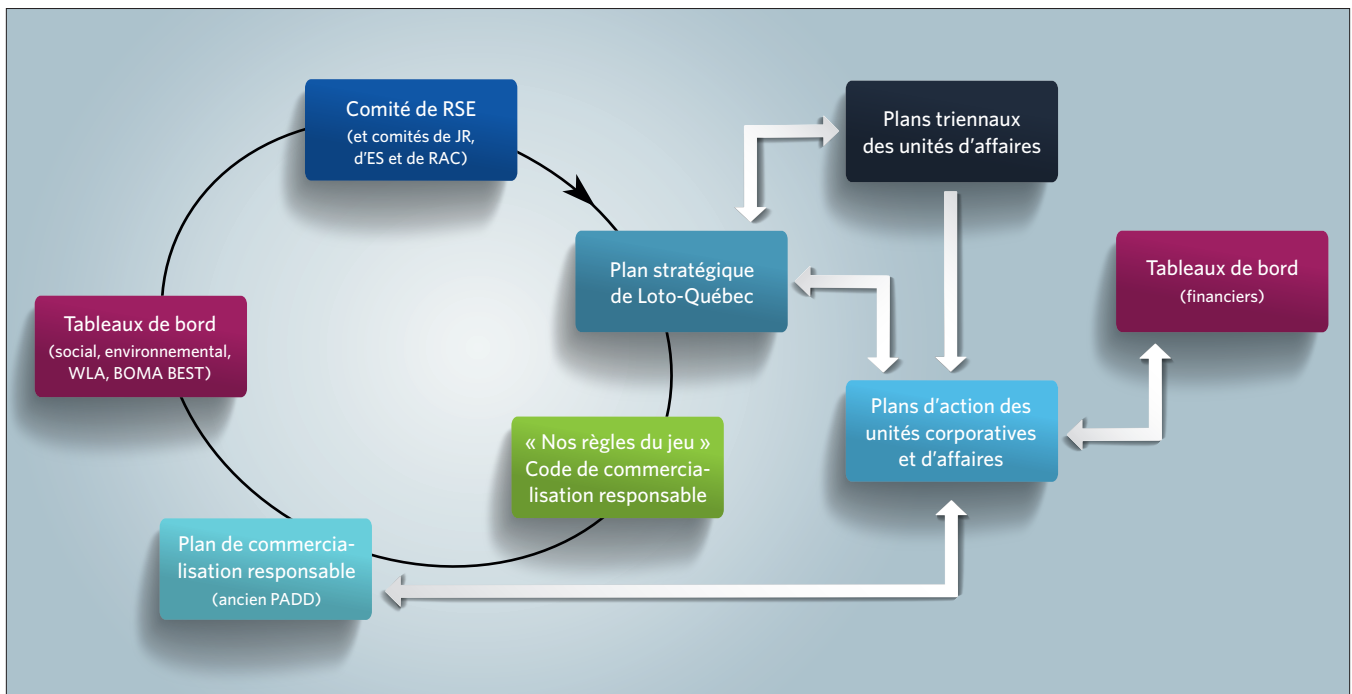 Comité de RSE
(et comités de JR,
d'ES et de RAC)
Plans triennaux
des unités d'affaires
Plan stratégique
de Loto-Québec
Tableaux de bord
(financiers)
Tableaux de bord
(social, environnemental,
WLA, BOMA BEST)
Plans d'action des
unités corporatives
et d'affaires
« Nos règles du jeu »
Code de commercia-
lisation responsable
Plan de commercia-
lisation responsable
(ancien PADD)